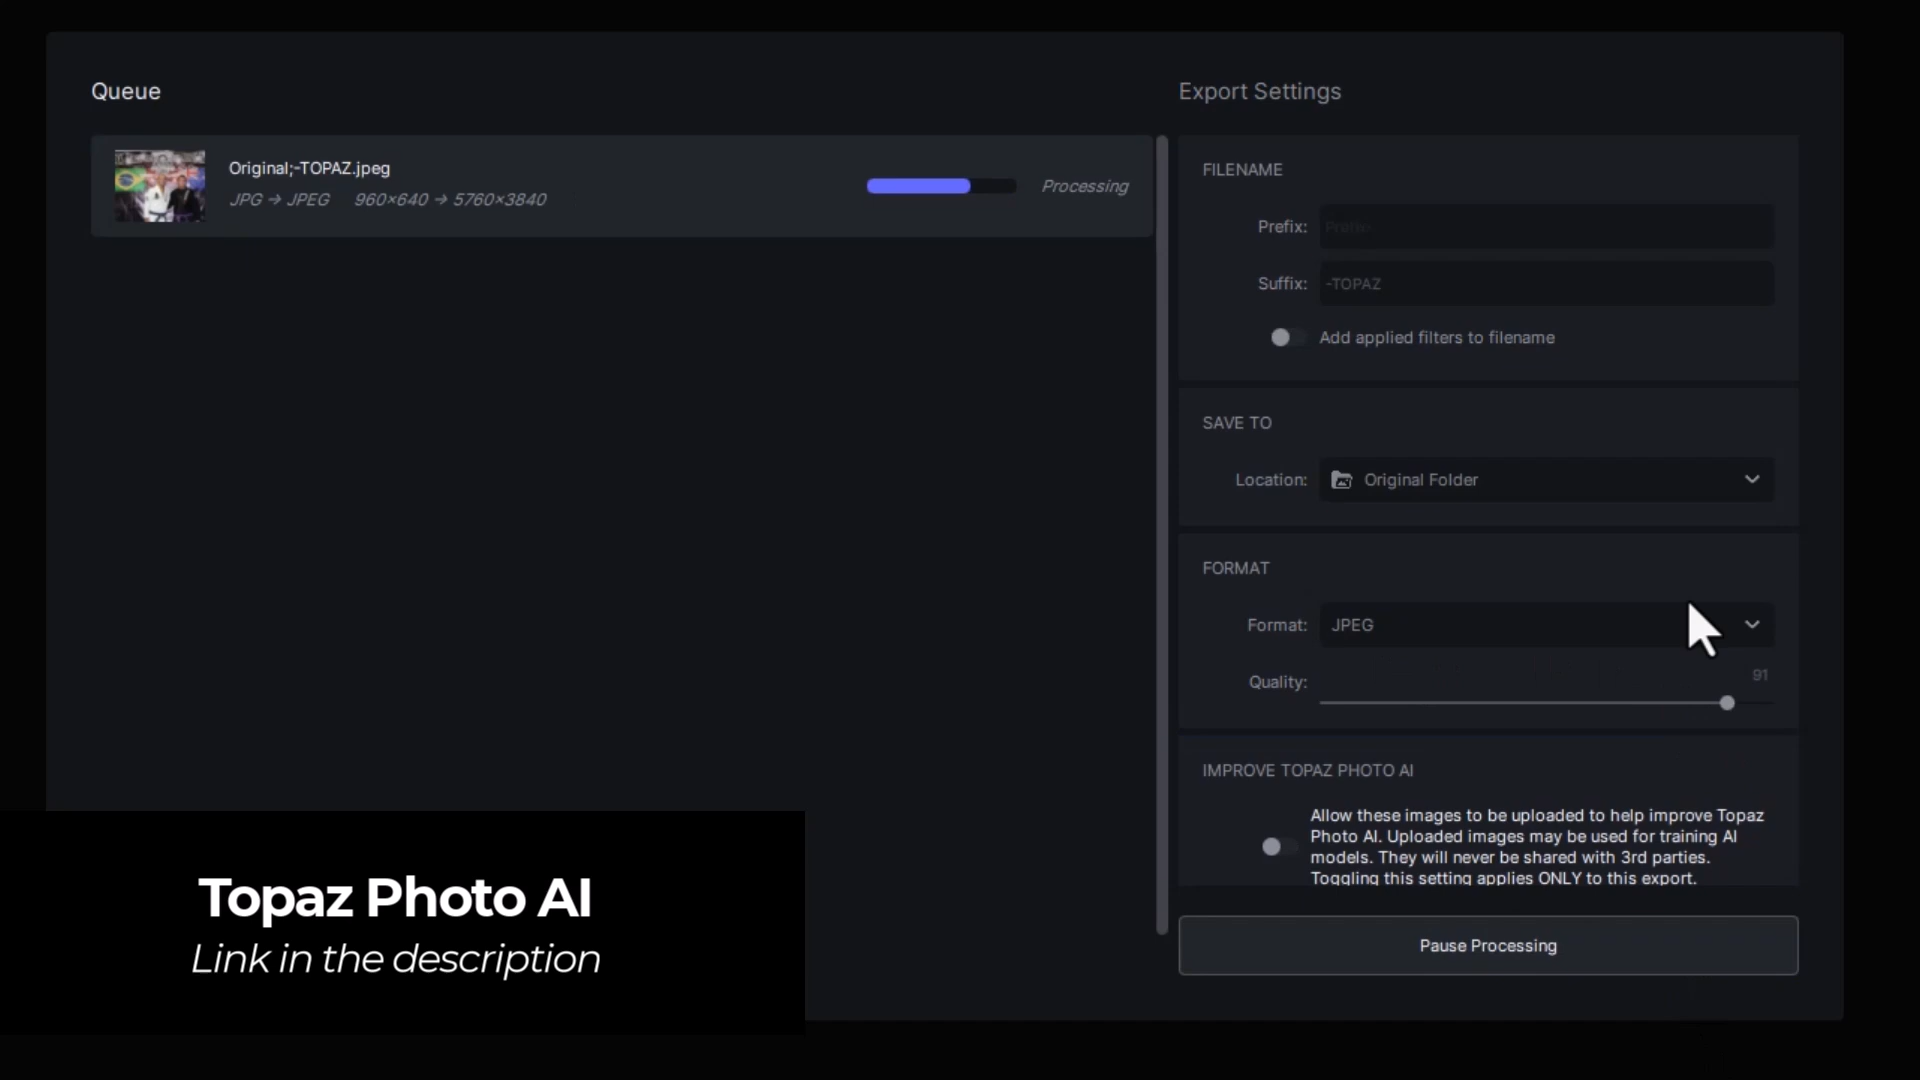 Queue
Original;-TOPAZ.jpeg
JPG → JPEG 960×640 → 5760×3840
Processing
Export Settings
FILENAME
Prefix: Prefix
Suffix: -TOPAZ
Add applied filters to filename
SAVE TO
Location: Original Folder
FORMAT
Format: JPEG
Quality: 91
IMPROVE TOPAZ PHOTO AI
Allow these images to be uploaded to help improve Topaz
Photo AI. Uploaded images may be used for training AI
models. They will never be shared with 3rd parties.
Toggling this setting applies ONLY to this export.
Pause Processing
Topaz Photo AI
Link in the description